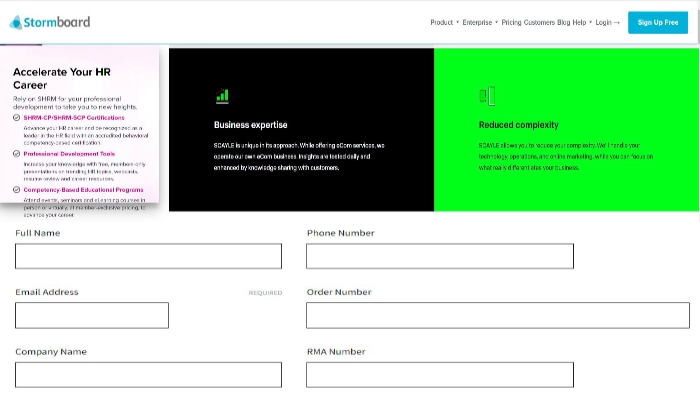 Stormboard
Product Enterprise Pricing Customers Blog Help Login → Sign Up Free
Accelerate Your HR
Career
Rely on SHRM for your professional
development to take you to new heights.
SHRM-CP/SHRM-SCP Certifications
Advance your HR career and be recognized as a
leader in the HR field with an accredited behavioral
competency-based certification.
Professional Development Tools
Increase your knowledge with free, members-only
presentations on trending HR topics, webcasts,
resume review and career resources.
Competency-Based Educational Programs
Attend events, seminars and eLearning courses in
person or virtually, at member-exclusive pricing, to
advance your career
Business expertise
SCAYLE is unique in its approach. While offering eCom services, we
operate our own eCom business. Insights are tested daily and
enhanced by knowledge sharing with customers.
Reduced complexity
SCAYLE allows you to reduce your complexity. We'll handle your
technology, operations, and online marketing, while you can focus on
what really differentiates your business.
Full Name
Phone Number
Email Address
REQUIRED
Order Number
Company Name
RMA Number